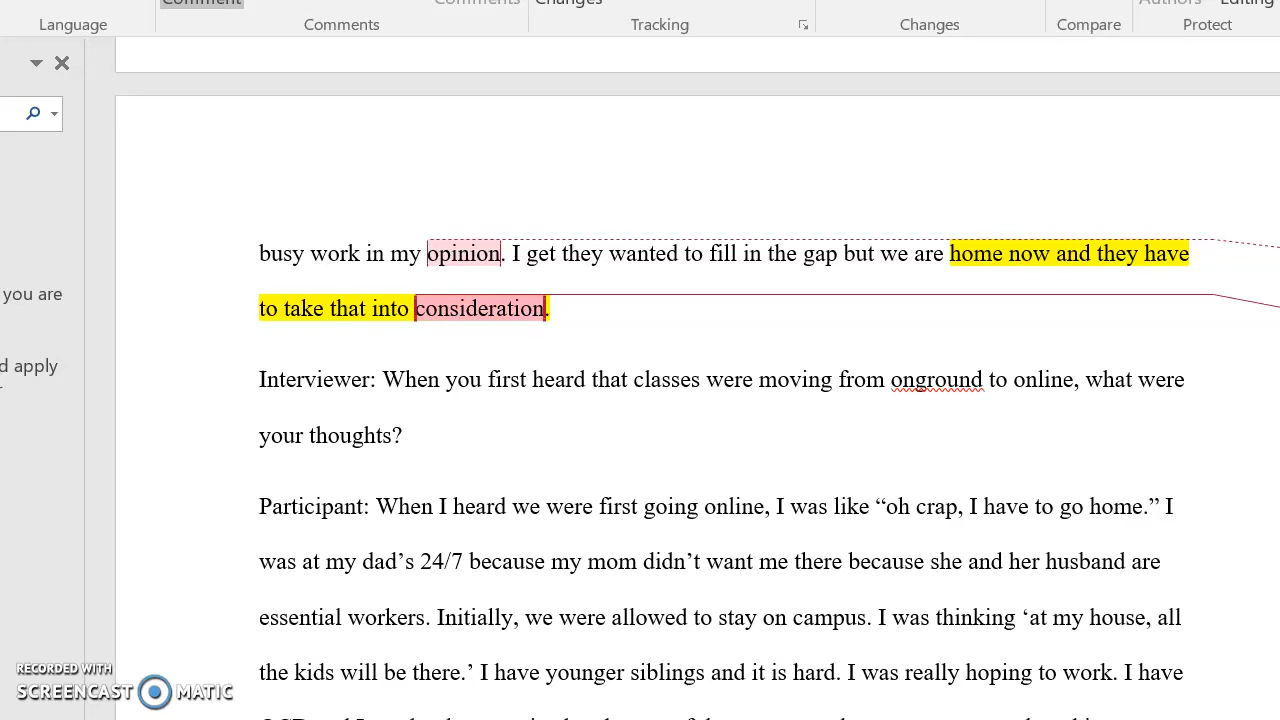 Comment Comments Changes Authors Editing
Language Comments Tracking Changes Compare Protect
busy work in my opinion. I get they wanted to fill in the gap but we are home now and they have
you are
to take that into consideration.
d apply
Interviewer: When you first heard that classes were moving from onground to online, what were
your thoughts?
Participant: When I heard we were first going online, I was like “oh crap, I have to go home.” I
was at my dad’s 24/7 because my mom didn’t want me there because she and her husband are
essential workers. Initially, we were allowed to stay on campus. I was thinking ‘at my house, all
the kids will be there.’ I have younger siblings and it is hard. I was really hoping to work. I have
RECORDED WITH
SCREENCAST MATIC